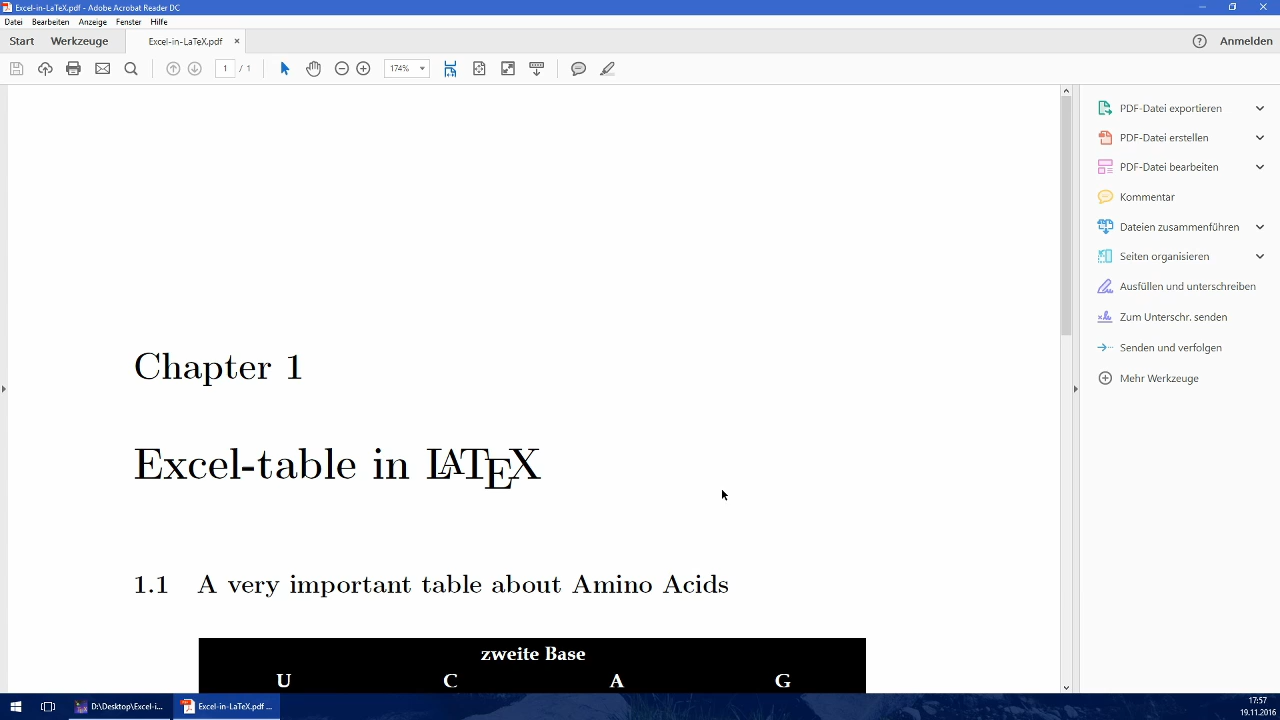 Excel-in-LaTeX.pdf - Adobe Acrobat Reader DC
Datei Bearbeiten Anzeige Fenster Hilfe
Start Werkzeuge Excel-in-LaTeX.pdf × Anmelden
1 / 1 174%
PDF-Datei exportieren
PDF-Datei erstellen
PDF-Datei bearbeiten
Kommentar
Dateien zusammenführen
Seiten organisieren
Ausfüllen und unterschreiben
Zum Unterschr. senden
Senden und verfolgen
Mehr Werkzeuge
Chapter 1
Excel-table in LATEX
1.1 A very important table about Amino Acids
zweite Base
U C A G
D:\Desktop\Excel-i... Excel-in-LaTeX.pdf ...
17:57
19.11.2016